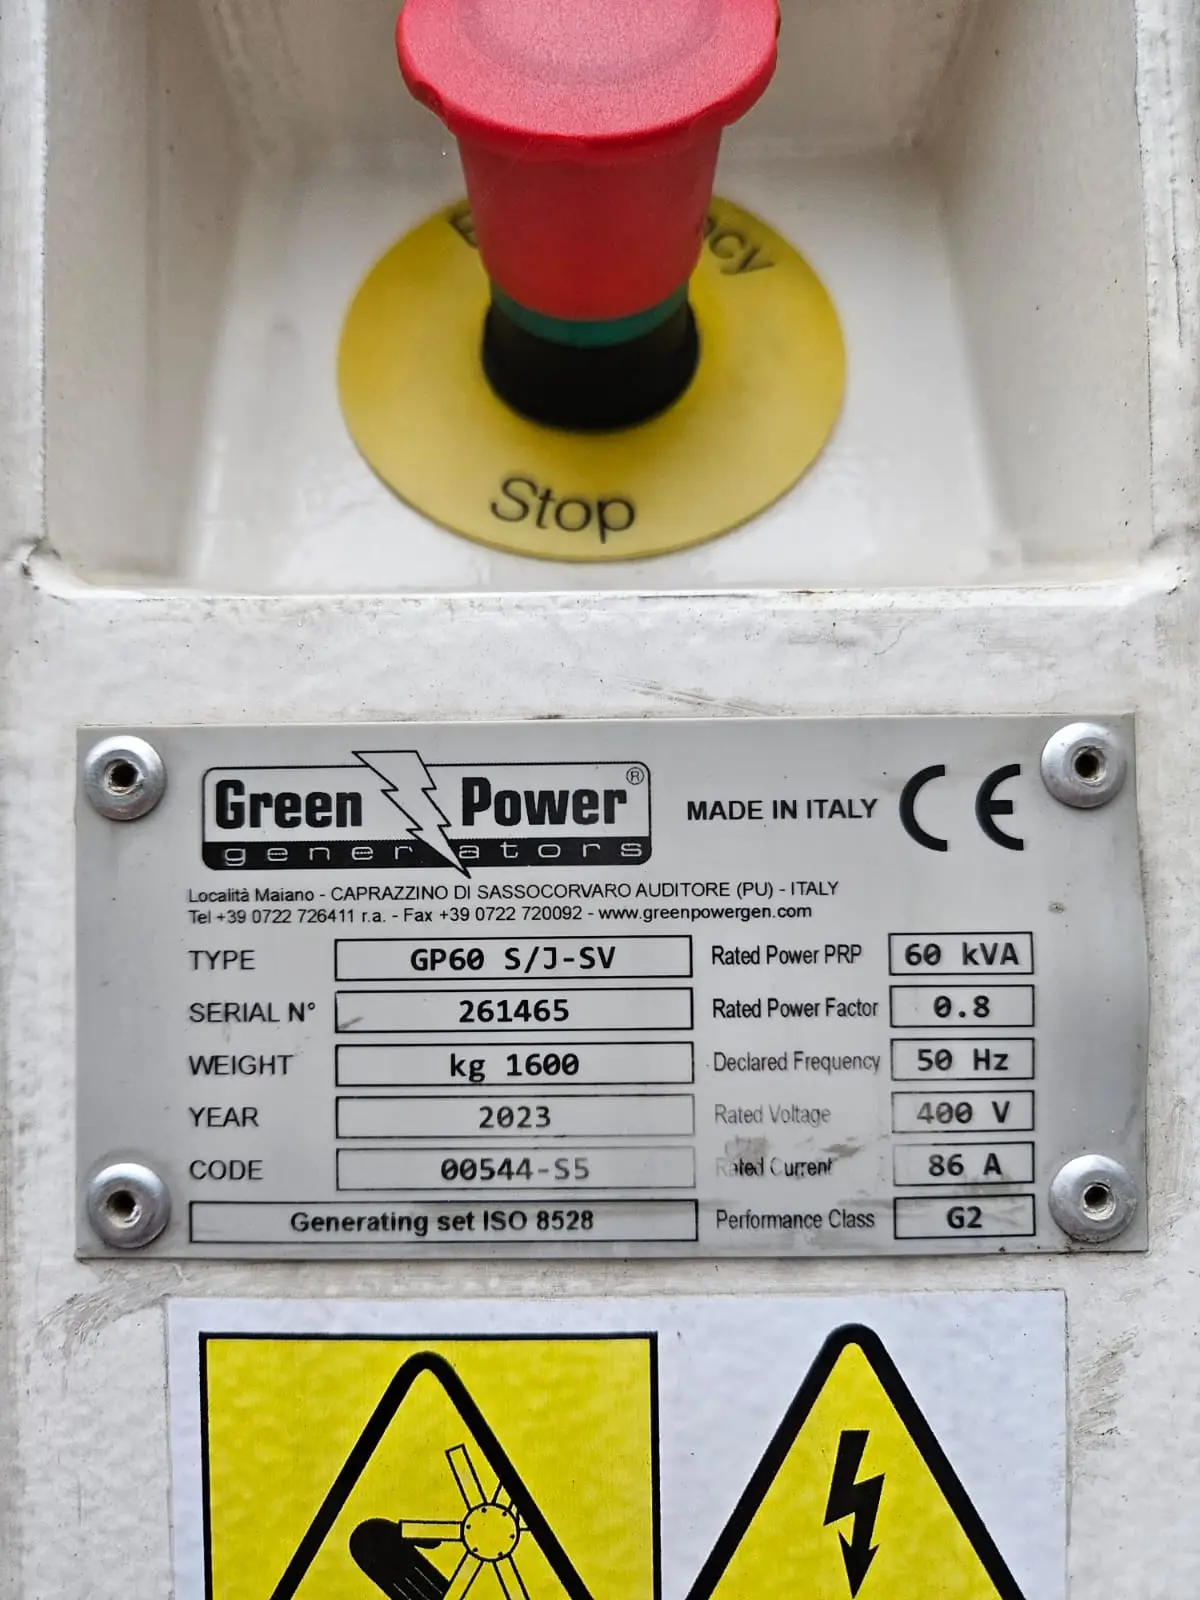 Stop
Green Power ®
generators
MADE IN ITALY CE
Località Maiano - CAPRAZZINO DI SASSOCORVARO AUDITORE (PU) - ITALY
Tel +39 0722 726411 r.a. - Fax +39 0722 720092 - www.greenpowergen.com
TYPE GP60 S/J-SV Rated Power PRP 60 kVA
SERIAL N° 261465 Rated Power Factor 0.8
WEIGHT kg 1600 Declared Frequency 50 Hz
YEAR 2023 Rated Voltage 400 V
CODE 00544-S5 Rated Current 86 A
Generating set ISO 8528 Performance Class G2